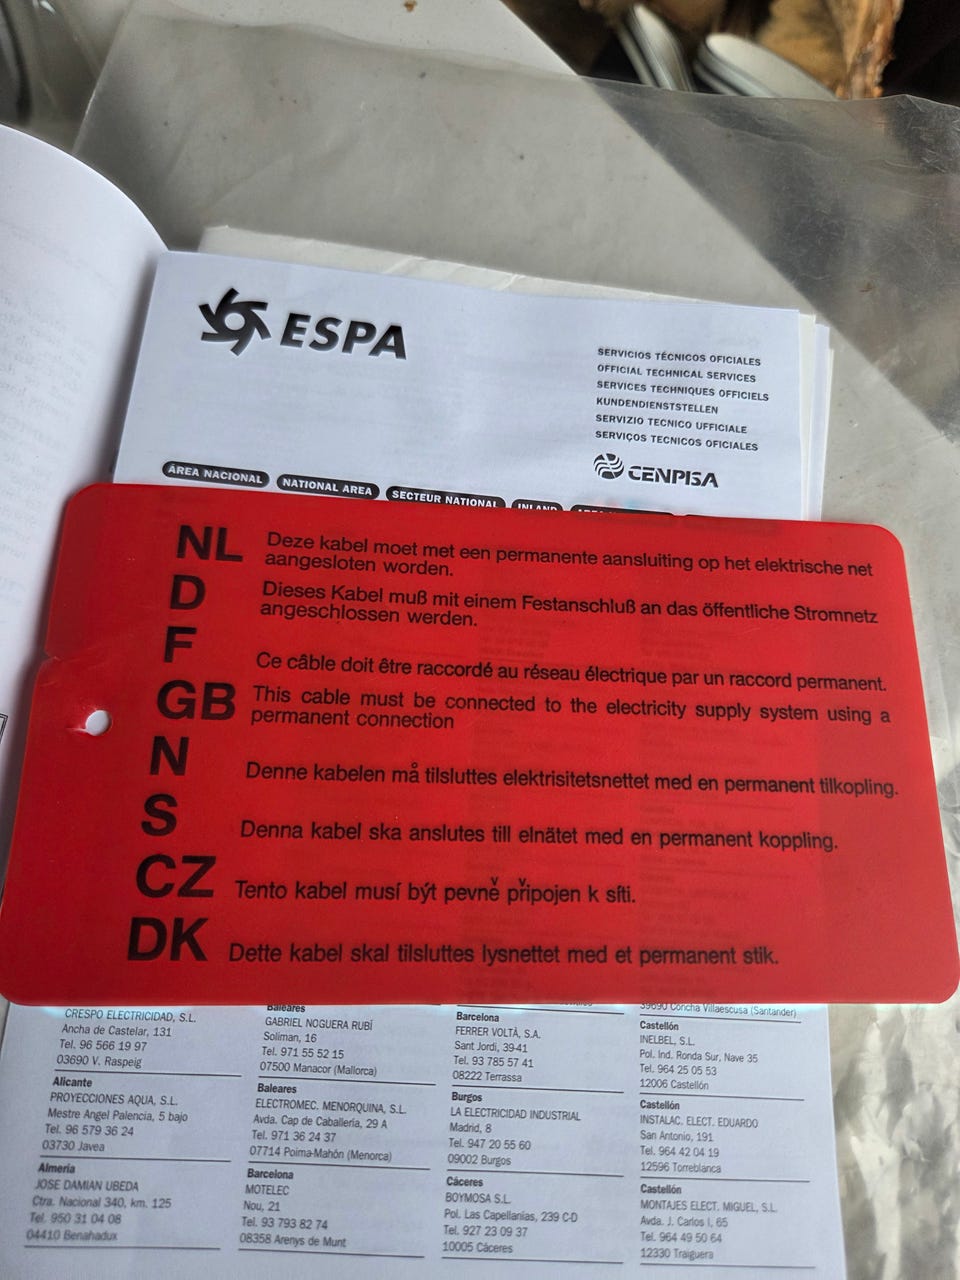 ESPA
SERVICIOS TÉCNICOS OFICIALES
OFFICIAL TECHNICAL SERVICES
SERVICES TECHNIQUES OFFICIELS
KUNDENDIENSTSTELLEN
SERVIZIO TECNICO UFFICIALE
SERVIÇOS TECNICOS OFICIALES
CENPISA
ÁREA NACIONAL
NATIONAL AREA
SECTEUR NATIONAL
INLAND
NL Deze kabel moet met een permanente aansluiting op het elektrische net
aangesloten worden.
D Dieses Kabel muß mit einem Festanschluß an das öffentliche Stromnetz
angeschlossen werden.
F Ce câble doit être raccordé au réseau électrique par un raccord permanent.
GB This cable must be connected to the electricity supply system using a
permanent connection
N Denne kabelen må tilsluttes elektrisitetsnettet med en permanent tilkopling.
S Denna kabel ska anslutes till elnätet med en permanent koppling.
CZ Tento kabel musí být pevně připojen k síti.
DK Dette kabel skal tilsluttes lysnettet med et permanent stik.
CRESPO ELECTRICIDAD, S.L.
Ancha de Castelar, 131
Tel. 96 566 19 97
03690 V. Raspeig
Alicante
PROYECCIONES AQUA, S.L.
Mestre Angel Palencia, 5 bajo
Tel. 96 579 36 24
03730 Javea
Almería
JOSE DAMIAN UBEDA
Ctra. Nacional 340, km. 125
Tel. 950 31 04 08
04410 Benahadux
Baleares
GABRIEL NOGUERA RUBÍ
Soliman, 16
Tel. 971 55 52 15
07500 Manacor (Mallorca)
Baleares
ELECTROMEC. MENORQUINA, S.L.
Avda. Cap de Caballeria, 29 A
Tel. 971 36 24 37
07714 Poima-Mahón (Menorca)
Barcelona
MOTELEC
Nou, 21
Tel. 93 793 82 74
08358 Arenys de Munt
Barcelona
FERRER VOLTÀ, S.A.
Sant Jordi, 39-41
Tel. 93 785 57 41
08222 Terrassa
Burgos
LA ELECTRICIDAD INDUSTRIAL
Madrid, 8
Tel. 947 20 55 60
09002 Burgos
Cáceres
BOYMOSA S.L.
Pol. Las Capellanías, 239 C-D
Tel. 927 23 09 37
10005 Cáceres
39690 Concha Villaescusa (Santander)
Castellón
INELBEL, S.L.
Pol. Ind. Ronda Sur, Nave 35
Tel. 964 25 05 53
12006 Castellón
Castellón
INSTALAC. ELECT. EDUARDO
San Antonio, 191
Tel. 964 42 04 19
12596 Torreblanca
Castellón
MONTAJES ELECT. MIGUEL, S.L.
Avda. J. Carlos I, 65
Tel. 964 49 50 64
12330 Traiguera